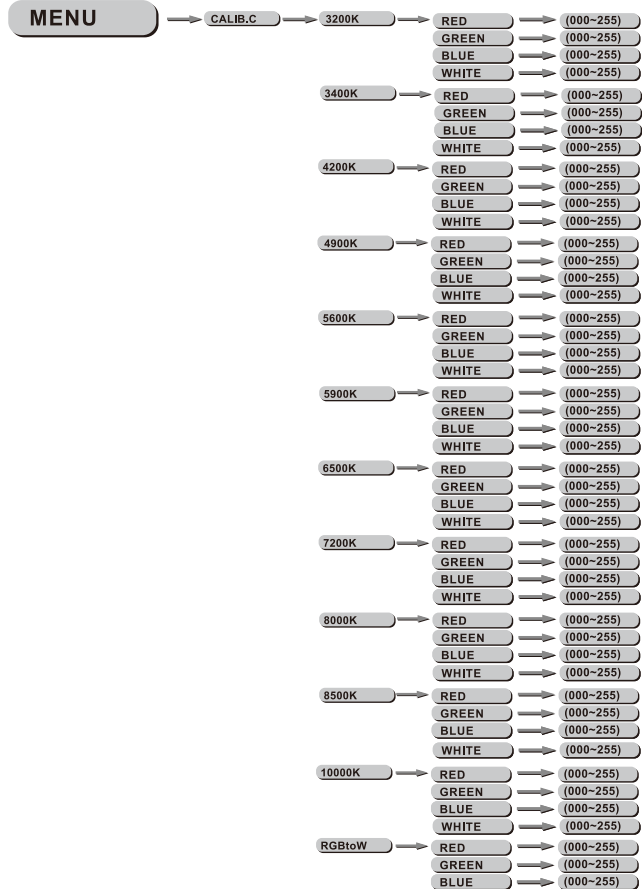 MENU CALIB.C 3200K RED (000~255)
GREEN (000~255)
BLUE (000~255)
WHITE (000~255)
3400K RED (000~255)
GREEN (000~255)
BLUE (000~255)
WHITE (000~255)
4200K RED (000~255)
GREEN (000~255)
BLUE (000~255)
WHITE (000~255)
4900K RED (000~255)
GREEN (000~255)
BLUE (000~255)
WHITE (000~255)
5600K RED (000~255)
GREEN (000~255)
BLUE (000~255)
WHITE (000~255)
5900K RED (000~255)
GREEN (000~255)
BLUE (000~255)
WHITE (000~255)
6500K RED (000~255)
GREEN (000~255)
BLUE (000~255)
WHITE (000~255)
7200K RED (000~255)
GREEN (000~255)
BLUE (000~255)
WHITE (000~255)
8000K RED (000~255)
GREEN (000~255)
BLUE (000~255)
WHITE (000~255)
8500K RED (000~255)
GREEN (000~255)
BLUE (000~255)
WHITE (000~255)
10000K RED (000~255)
GREEN (000~255)
BLUE (000~255)
WHITE (000~255)
RGBtoW RED (000~255)
GREEN (000~255)
BLUE (000~255)